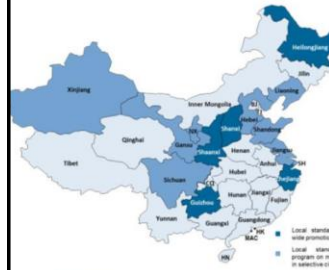 Heilongjiang
Jilin
Xinjiang
Liaoning
Inner Mongolia
BJ
Hebei
Shanxi
Shandong
NX
Qinghai
Gansu
Shaanxi
Henan
Jiangsu
Tibet
Anhui
SH
Sichuan
CQ
Hubei
Zhejiang
Hunan
Jiangxi
Guizhou
Fujian
Yunnan
Guangxi
Guangdong
HK
MAC
HN
Local standa
wide promotio
Local stand
program on m
in selective c